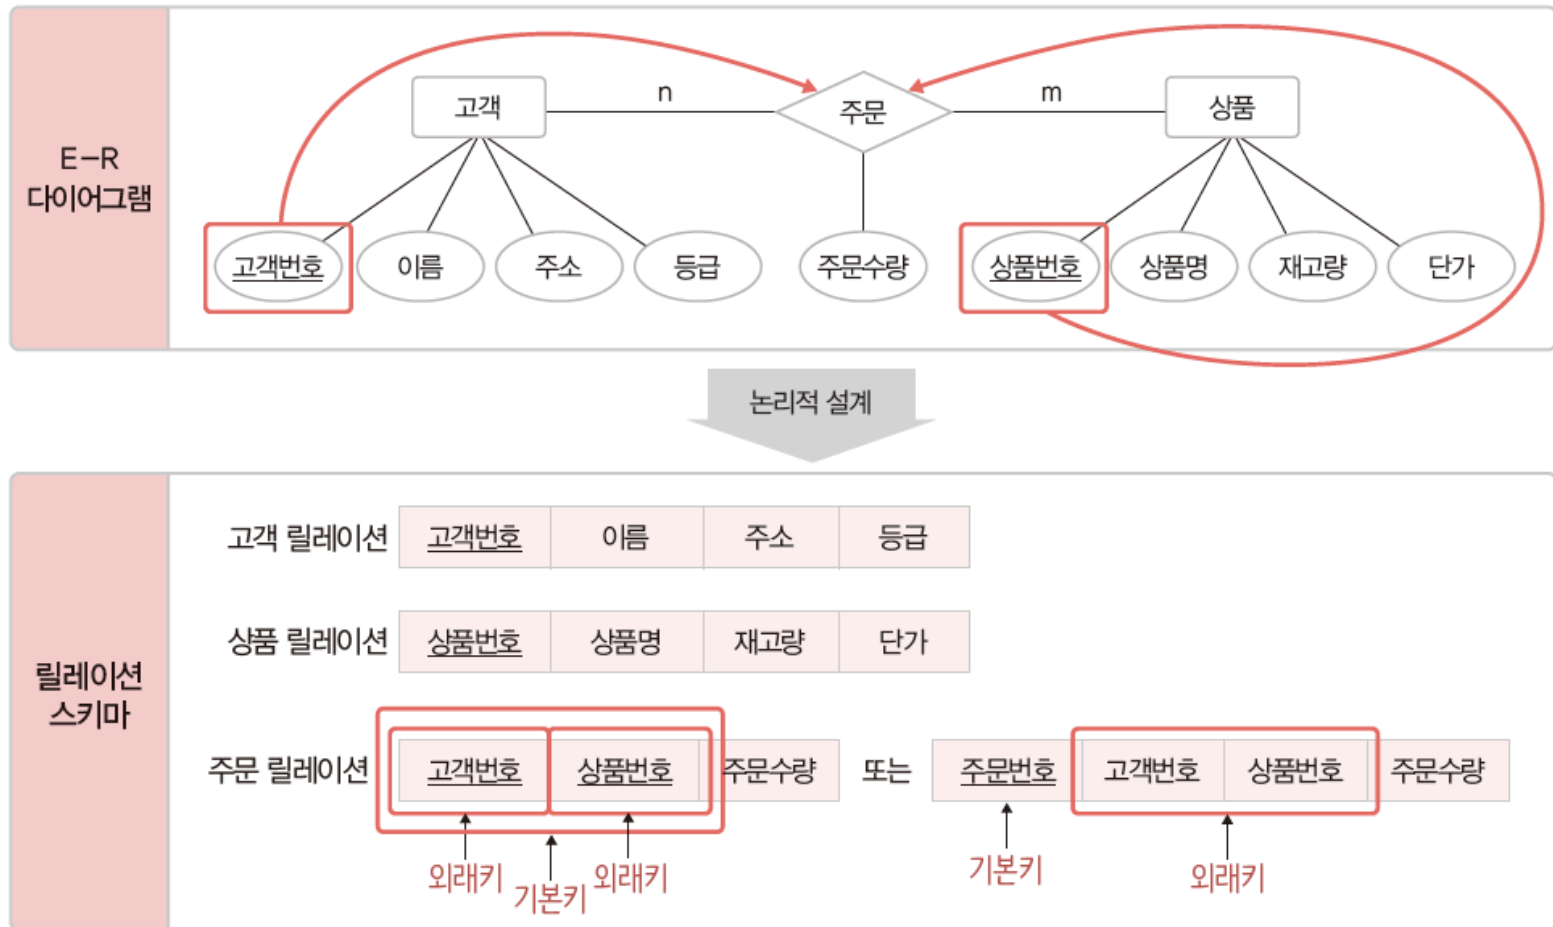 E-R
다이어그램
고객
n
주문
m
상품
고객번호
이름
주소
등급
주문수량
상품번호
상품명
재고량
단가
논리적 설계
릴레이션
스키마
고객 릴레이션 고객번호 이름 주소 등급
상품 릴레이션 상품번호 상품명 재고량 단가
주문 릴레이션 고객번호 상품번호 주문수량 또는 주문번호 고객번호 상품번호 주문수량
외래키
기본키
외래키
기본키
외래키